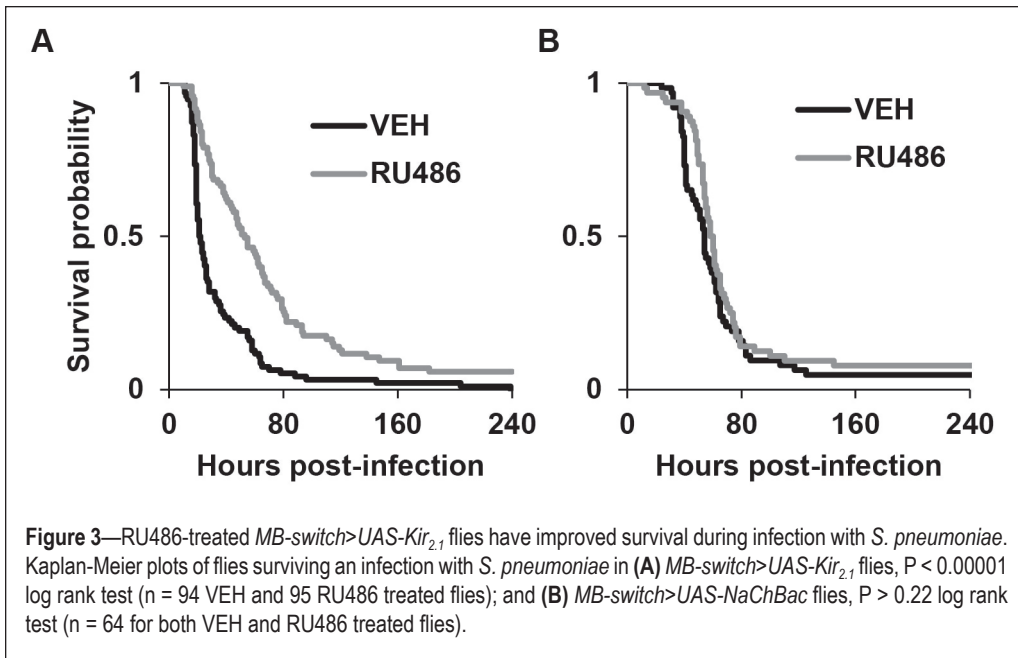 A
B
1
0.5
0
Survival probability
VEH
RU486
0 80 160 240
Hours post-infection
1
0.5
0
VEH
RU486
0 80 160 240
Hours post-infection
Figure 3—RU486-treated MB-switch>UAS-Kir2.1 flies have improved survival during infection with S. pneumoniae.
Kaplan-Meier plots of flies surviving an infection with S. pneumoniae in (A) MB-switch>UAS-Kir2.1 flies, P < 0.00001
log rank test (n = 94 VEH and 95 RU486 treated flies); and (B) MB-switch>UAS-NaChBac flies, P > 0.22 log rank
test (n = 64 for both VEH and RU486 treated flies).